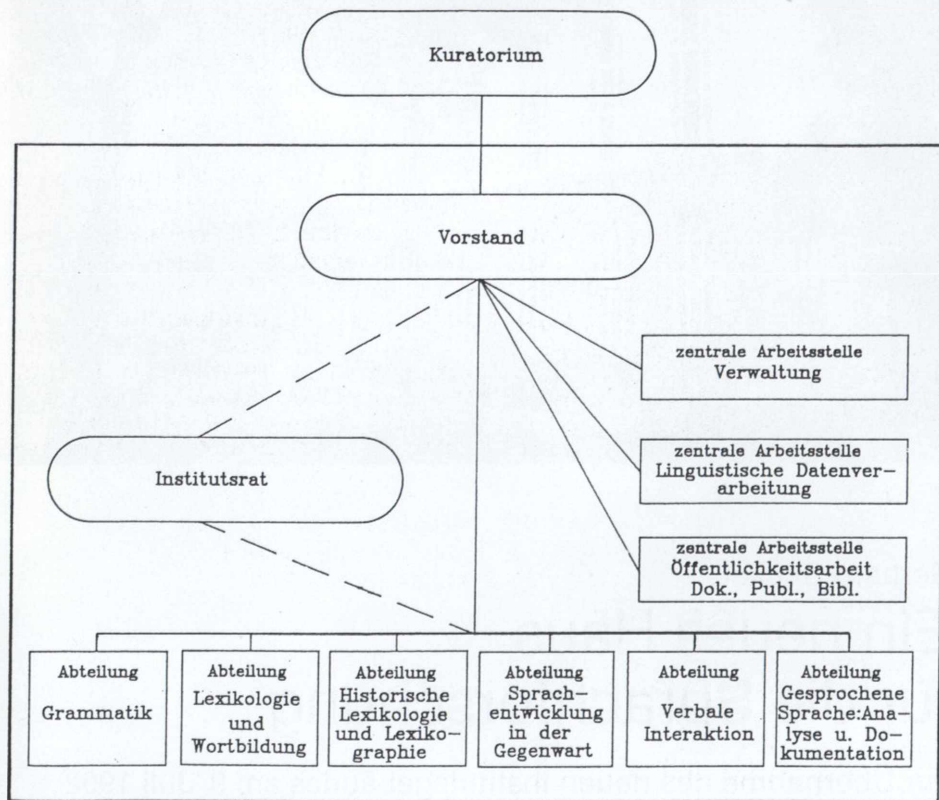 Kuratorium
Vorstand
zentrale Arbeitsstelle
Verwaltung
Institutsrat
zentrale Arbeitsstelle
Linguistische Datenver-
arbeitung
zentrale Arbeitsstelle
Öffentlichkeitsarbeit
Dok., Publ., Bibl.
Abteilung
Grammatik
Abteilung
Lexikologie
und
Wortbildung
Abteilung
Historische
Lexikologie
und Lexiko-
graphie
Abteilung
Sprach-
entwicklung
in der
Gegenwart
Abteilung
Verbale
Interaktion
Abteilung
Gesprochene
Sprache:Ana-
lyse u. Do-
kumentation